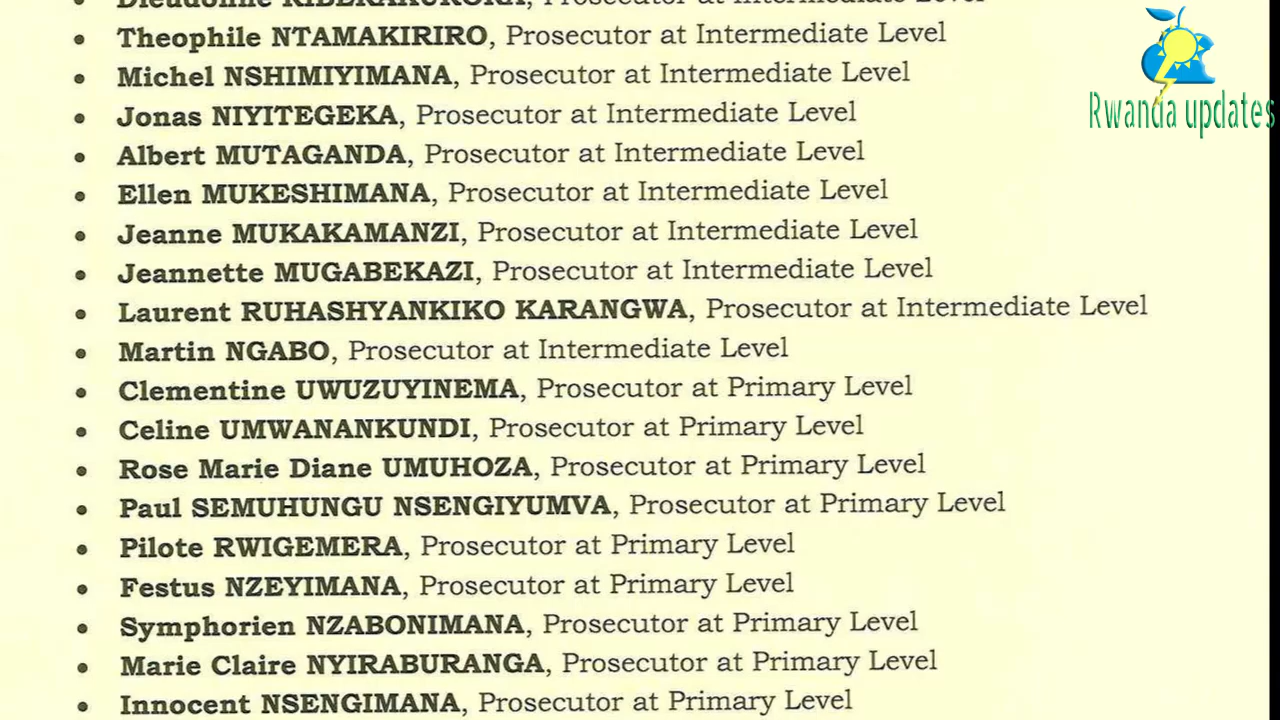 Prosecutor at Intermediate Level
• Theophile NTAMAKIRIRO, Prosecutor at Intermediate Level
• Michel NSHIMIYIMANA, Prosecutor at Intermediate Level
• Jonas NIYITEGEKA, Prosecutor at Intermediate Level
• Albert MUTAGANDA, Prosecutor at Intermediate Level
• Ellen MUKESHIMANA, Prosecutor at Intermediate Level
• Jeanne MUKAKAMANZI, Prosecutor at Intermediate Level
• Jeannette MUGABEKAZI, Prosecutor at Intermediate Level
• Laurent RUHASHYANKIKO KARANGWA, Prosecutor at Intermediate Level
• Martin NGABO, Prosecutor at Intermediate Level
• Clementine UWUZUYINEMA, Prosecutor at Primary Level
• Celine UMWANANKUNDI, Prosecutor at Primary Level
• Rose Marie Diane UMUHOZA, Prosecutor at Primary Level
• Paul SEMUHUNGU NSENGIYUMVA, Prosecutor at Primary Level
• Pilote RWIGEMERA, Prosecutor at Primary Level
• Festus NZEYIMANA, Prosecutor at Primary Level
• Symphorien NZABONIMANA, Prosecutor at Primary Level
• Marie Claire NYIRABURANGA, Prosecutor at Primary Level
• Innocent NSENGIMANA, Prosecutor at Primary Level
Rwanda updates